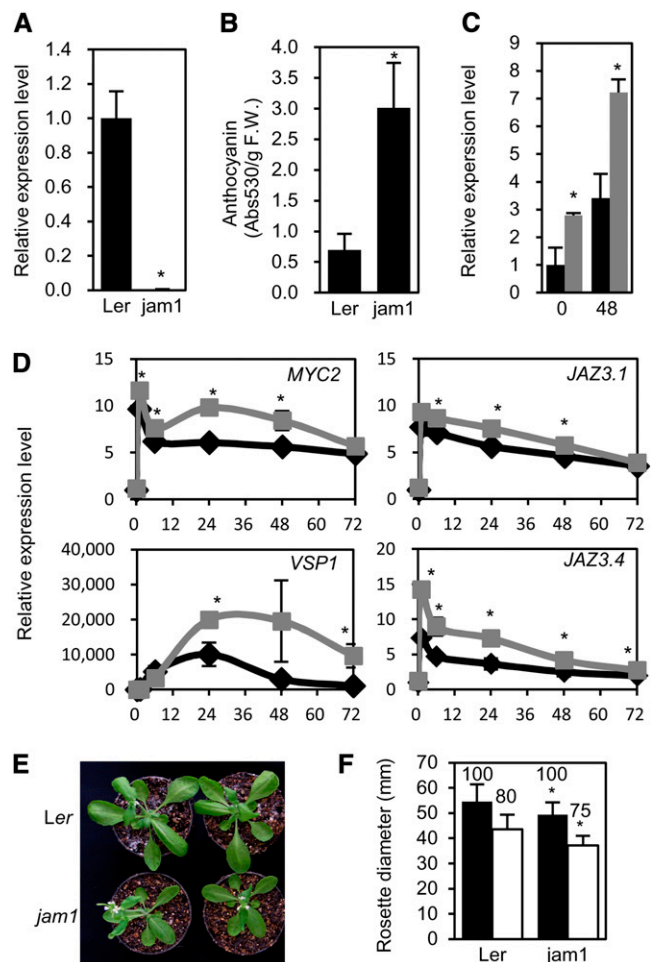 A
Relative expression level
1.4
1.2
1.0
0.8
0.6
0.4
0.2
0.0
*
Ler jam1
B
Anthocyanin
(Abs530/g F.W.)
4.0
3.5
3.0
2.5
2.0
1.5
1.0
0.5
0.0
*
Ler jam1
C
Relative experssion level
9
8
7
6
5
4
3
2
1
0
* *
0 48
D
Relative expression level
MYC2
15
10
5
0
* * * *
0 12 24 36 48 60 72
JAZ3.1
15
10
5
0
* * *
0 12 24 36 48 60 72
VSP1
40,000
30,000
20,000
10,000
0
* *
0 12 24 36 48 60 72
JAZ3.4
20
15
10
5
0
* * * * *
0 12 24 36 48 60 72
E
Ler
jam1
F
Rosette diameter (mm)
70
60
50
40
30
20
10
0
100 80 100 75
* *
Ler jam1